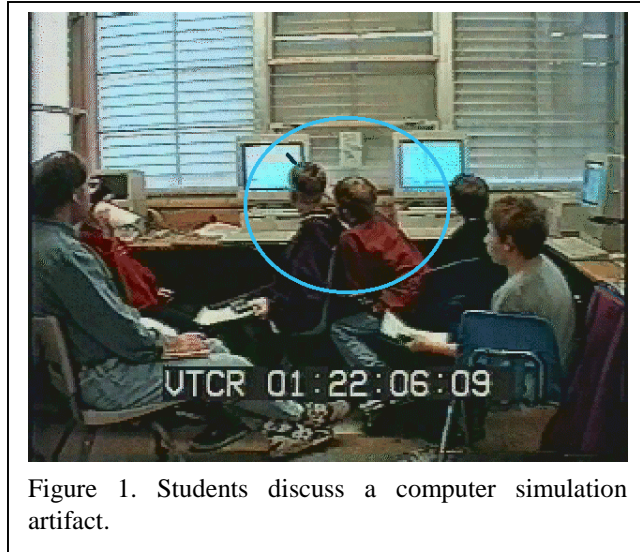 VTCR 01:22:06:09
Figure 1. Students discuss a computer simulation
artifact.